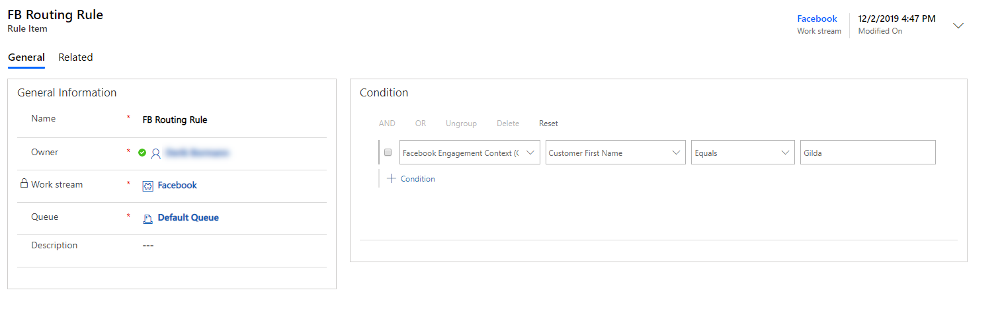 FB Routing Rule
Rule Item
Facebook
Work stream
12/2/2019 4:47 PM
Modified On
General
Related
General Information
Name * FB Routing Rule
Owner *
Work stream * Facebook
Queue * Default Queue
Description ---
Condition
AND OR Ungroup Delete Reset
Facebook Engagement Context (C Customer First Name Equals Gilda
Condition